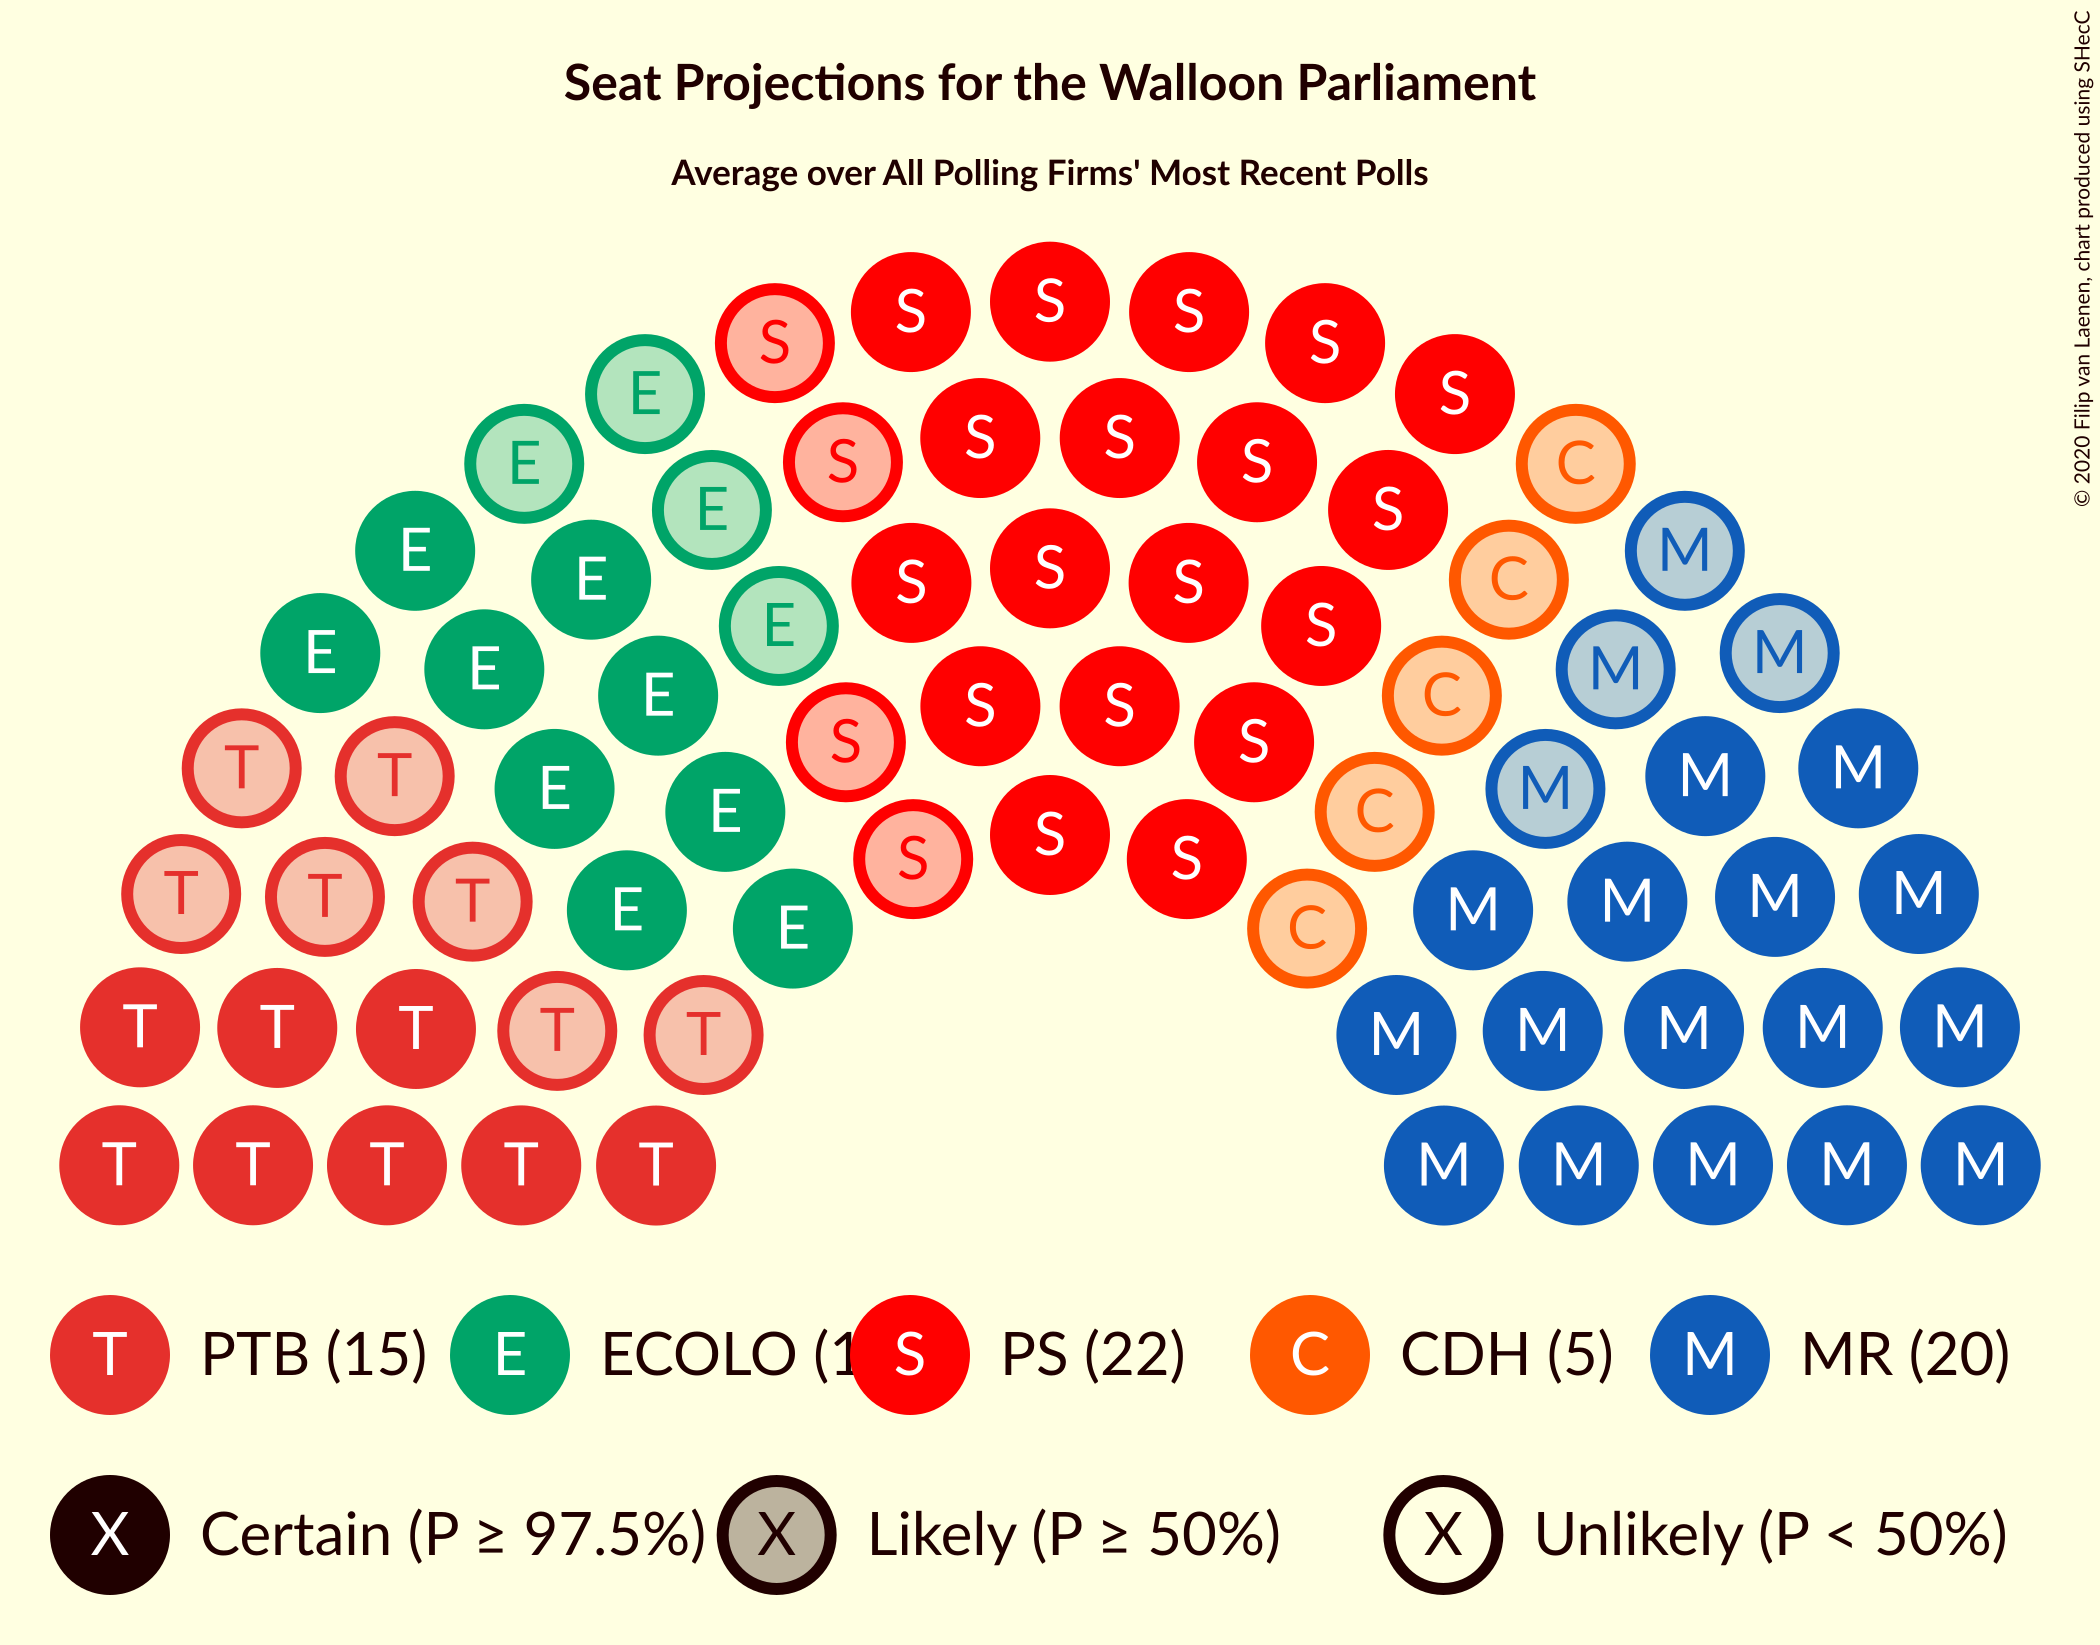 Seat Projections for the Walloon Parliament
Average over All Polling Firms' Most Recent Polls
© 2020 Filip van Laenen, chart produced using SHecC
S S S
S S
E S
S S
E S S C
E S
E S M
E S S C
E S
E E M M
E S S C
S S
T T E M M M
E S C
S S
T T T E E C M M M M
T T T T T M M M M M
T T T T T M M M M M
T PTB (15) E ECOLO (1 S PS (22) C CDH (5) M MR (20)
X Certain (P ≥ 97.5%) X Likely (P ≥ 50%) X Unlikely (P < 50%)